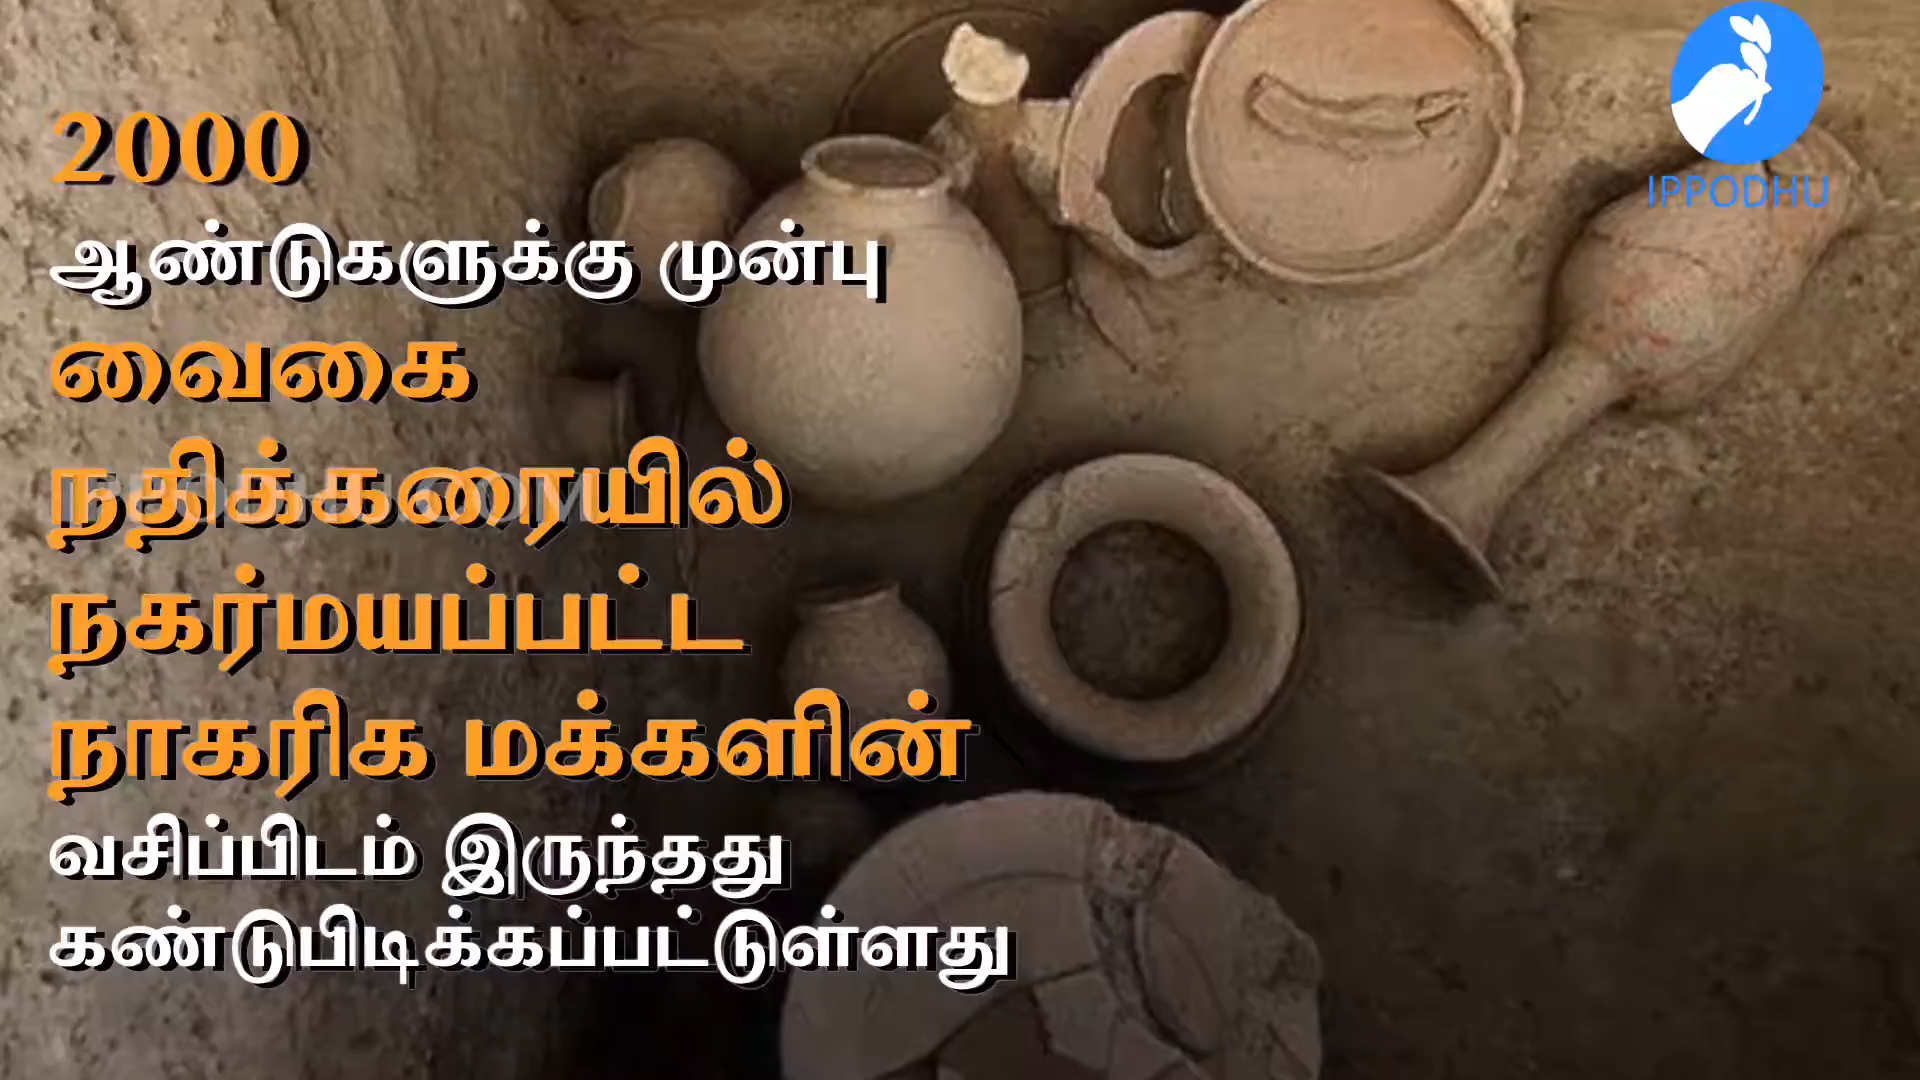 2000
ஆண்டுகளுக்கு முன்பு
வைகை
நதிக்கரையில்
நகர்மயப்பட்ட
நாகரிக மக்களின்
வசிப்பிடம் இருந்தது
கண்டுபிடிக்கப்பட்டுள்ளது
IPPODHU